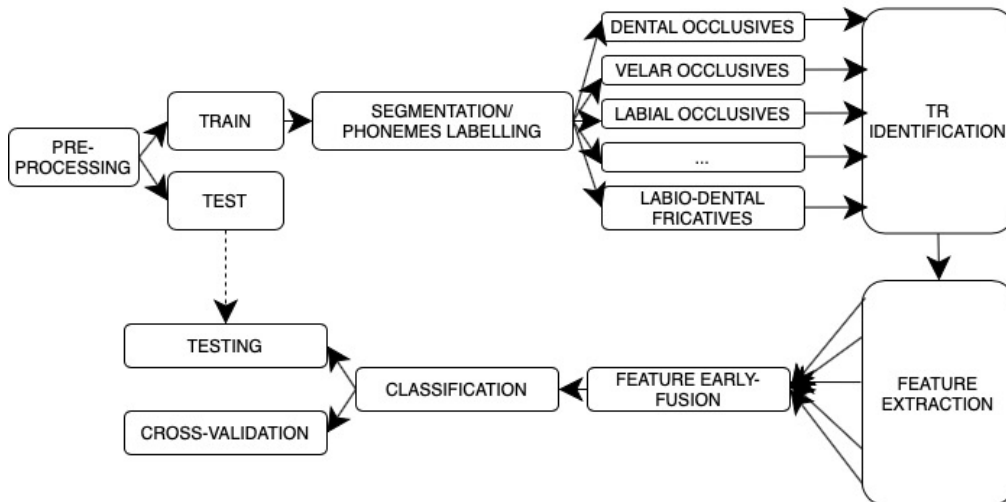 PRE-
PROCESSING
TRAIN
TEST
SEGMENTATION/
PHONEMES LABELLING
DENTAL OCCLUSIVES
VELAR OCCLUSIVES
LABIAL OCCLUSIVES
...
LABIO-DENTAL
FRICATIVES
TR
IDENTIFICATION
FEATURE
EXTRACTION
FEATURE EARLY-
FUSION
CLASSIFICATION
TESTING
CROSS-VALIDATION